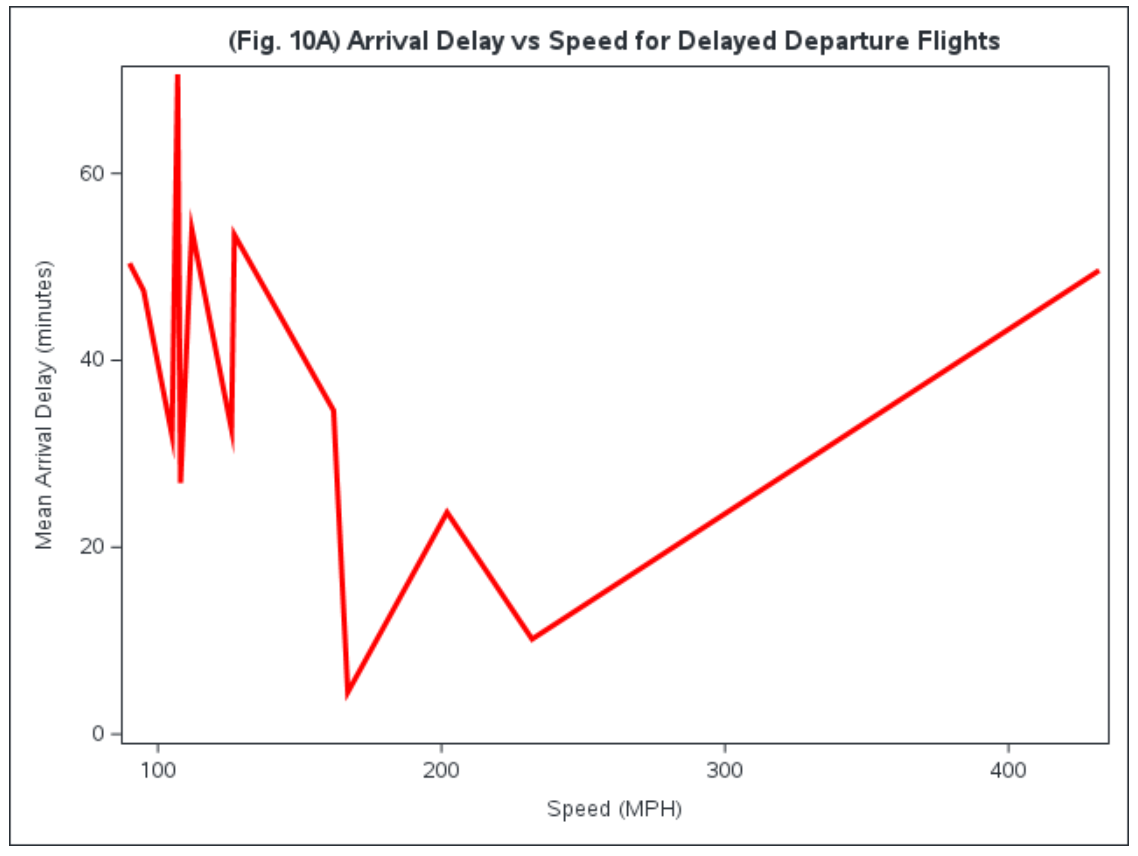 (Fig. 10A) Arrival Delay vs Speed for Delayed Departure Flights
Mean Arrival Delay (minutes)
60
40
20
0
100
200
300
400
Speed (MPH)